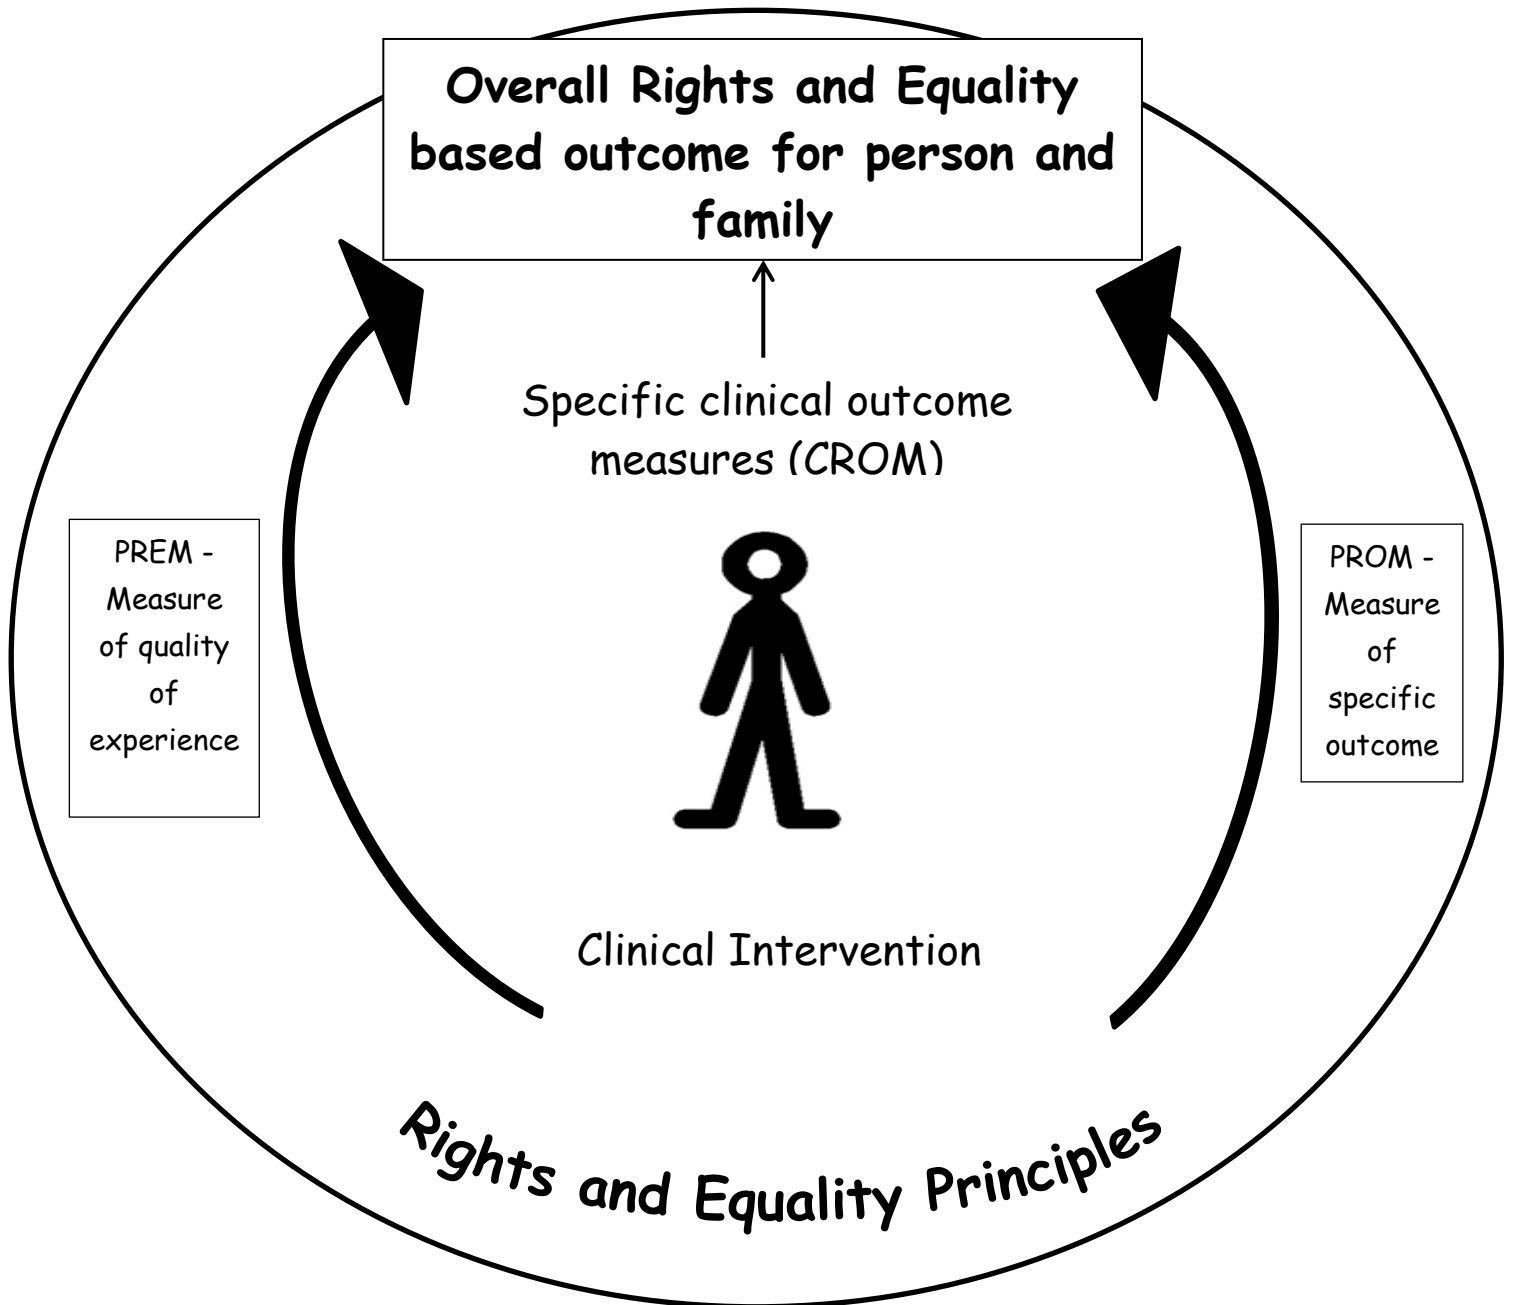 Overall Rights and Equality
based outcome for person and
family
Specific clinical outcome
measures (CROM)
PREM -
Measure
of quality
of
experience
PROM -
Measure
of
specific
outcome
Clinical Intervention
Rights and Equality Principles